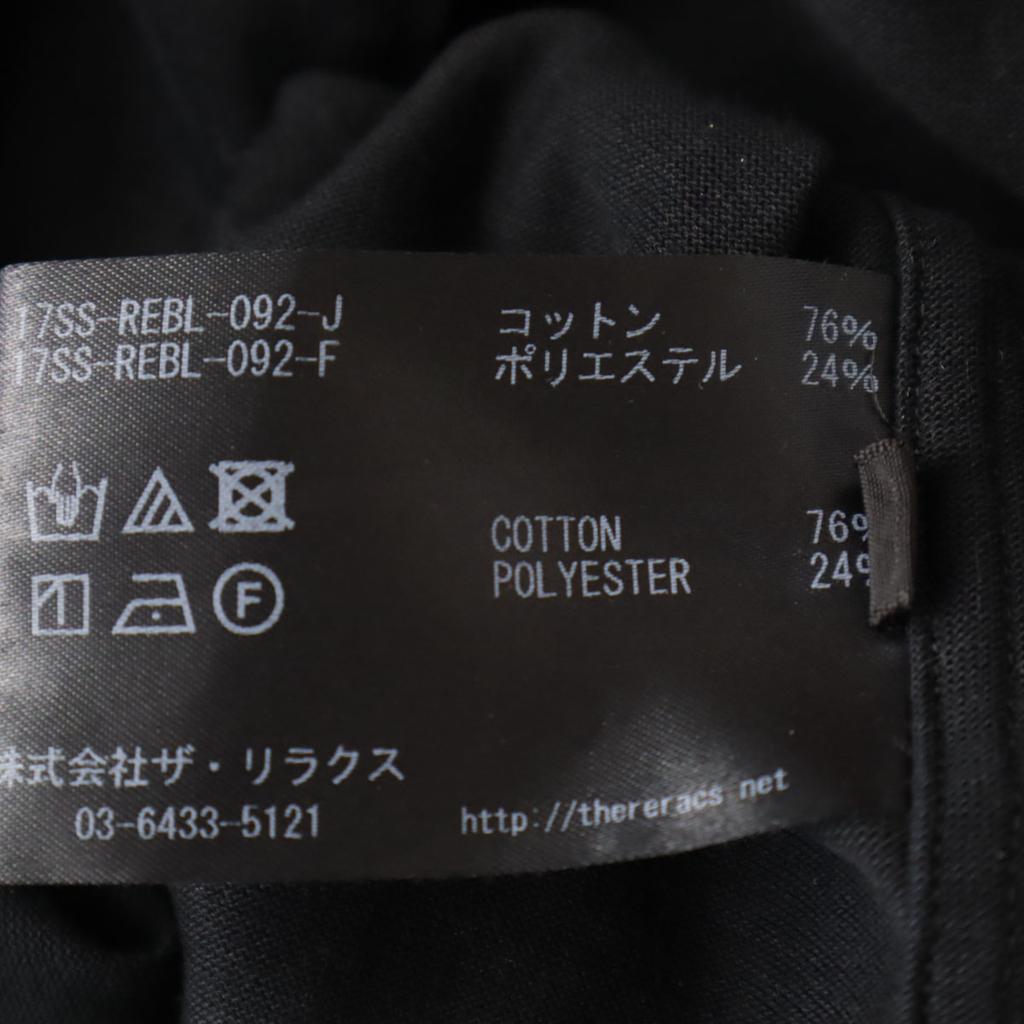 17SS-REBL-092-J
17SS-REBL-092-F
コットン 76%
ポリエステル 24%
COTTON 76%
POLYESTER 24%
F
株式会社ザ・リラクス
03-6433-5121
http://thereracs.net